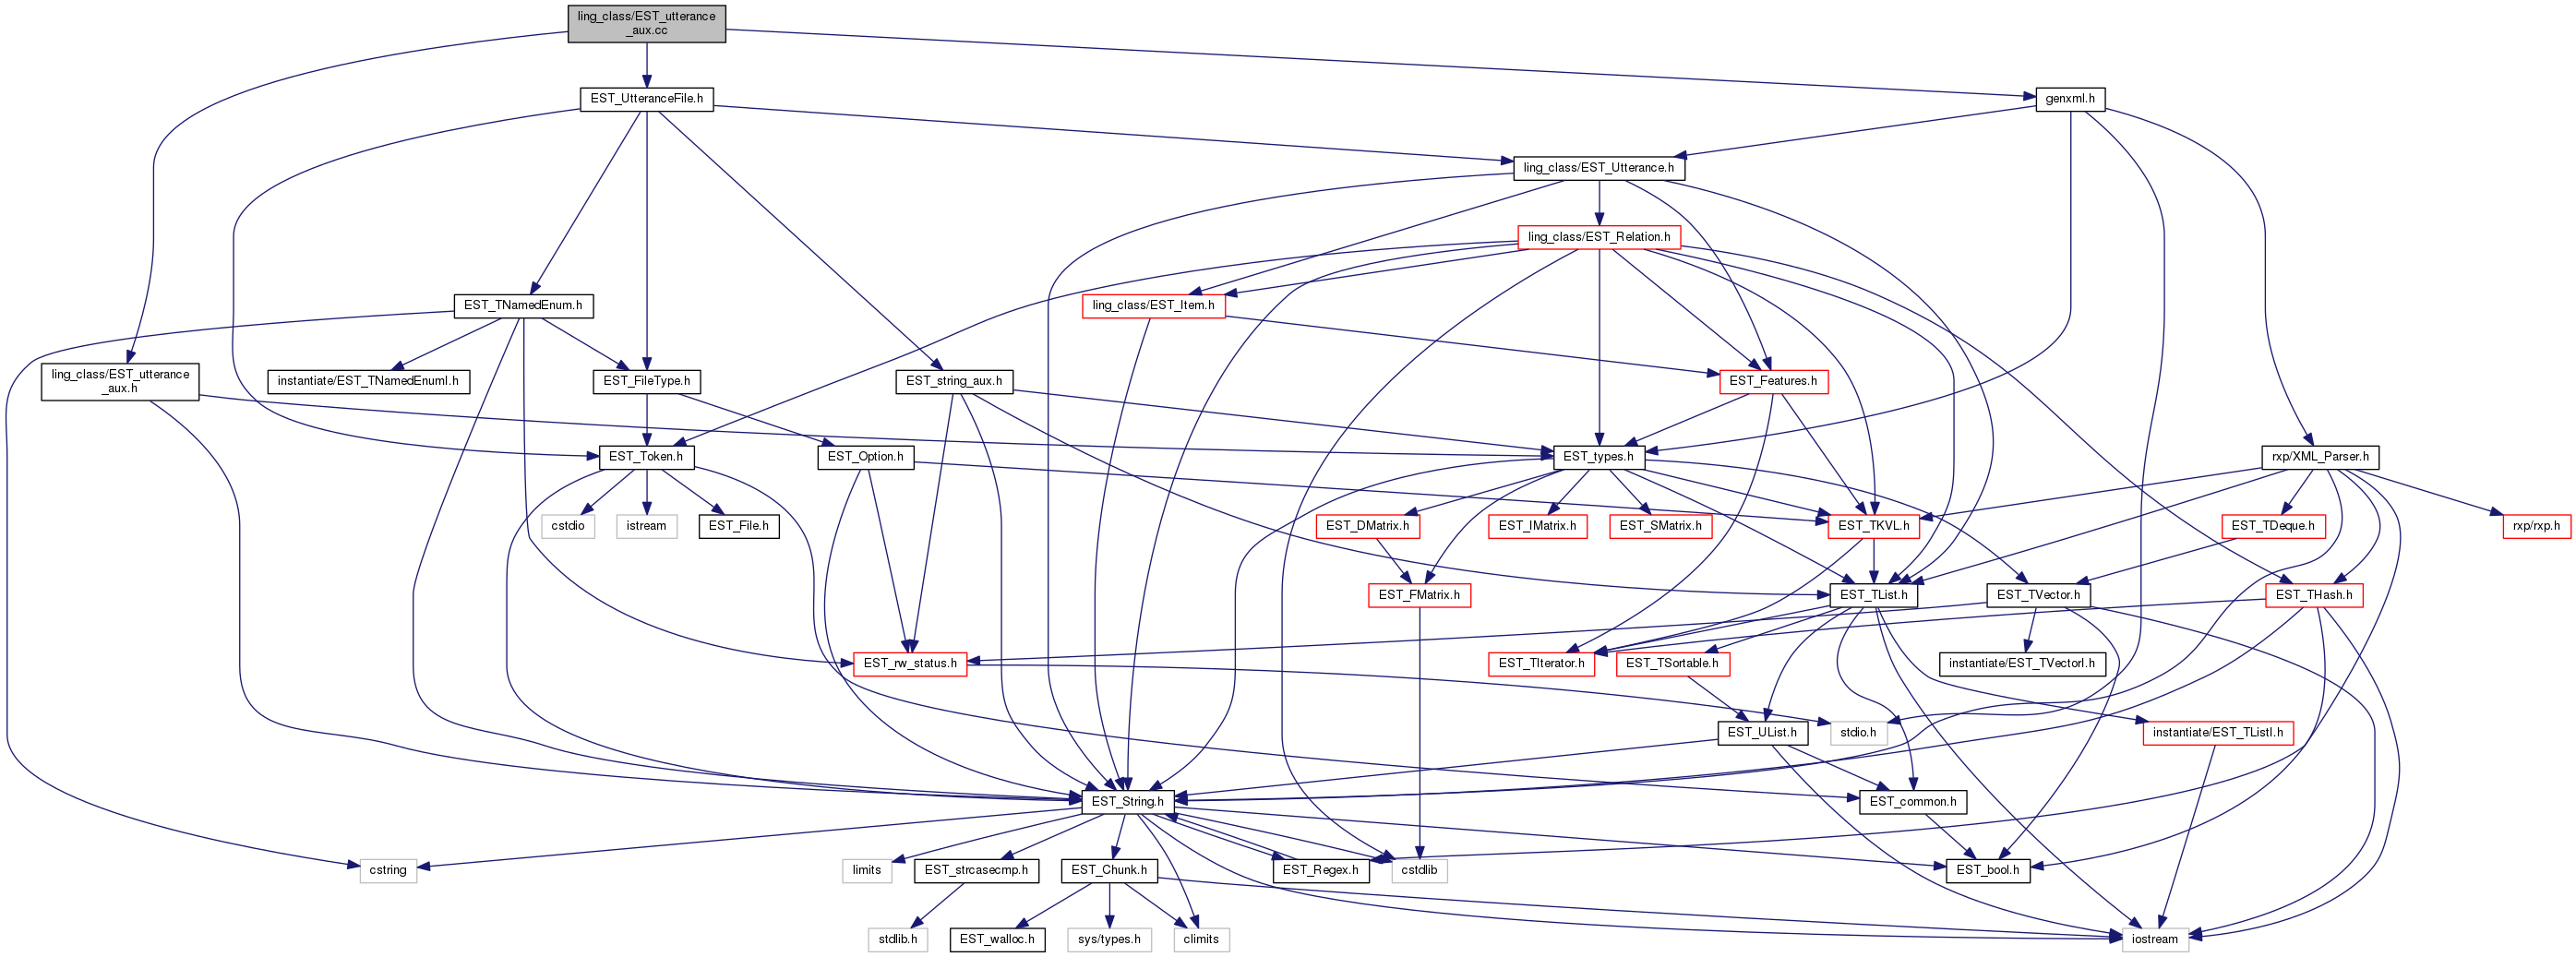 ling_class/EST_utterance
_aux.cc
EST_UtteranceFile.h
genxml.h
ling_class/EST_Utterance.h
ling_class/EST_Relation.h
EST_TNamedEnum.h
ling_class/EST_Item.h
ling_class/EST_utterance
_aux.h
instantiate/EST_TNamedEnumI.h
EST_FileType.h
EST_string_aux.h
EST_Features.h
EST_Token.h
EST_Option.h
EST_types.h
rxp/XML_Parser.h
cstdio
istream
EST_File.h
EST_DMatrix.h
EST_IMatrix.h
EST_SMatrix.h
EST_TKVL.h
EST_TDeque.h
rxp/rxp.h
EST_FMatrix.h
EST_TList.h
EST_TVector.h
EST_THash.h
EST_rw_status.h
EST_TIterator.h
EST_TSortable.h
instantiate/EST_TVectorI.h
EST_UList.h
stdio.h
instantiate/EST_TListI.h
EST_String.h
EST_common.h
cstring
limits
EST_strcasecmp.h
EST_Chunk.h
EST_Regex.h
cstdlib
EST_bool.h
stdlib.h
EST_walloc.h
sys/types.h
climits
iostream